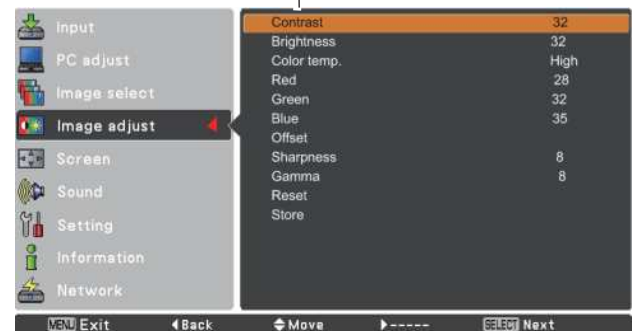 Input
PC adjust
Image select
Image adjust
Screen
Sound
Setting
Information
Network
Contrast 32
Brightness 32
Color temp. High
Red 28
Green 32
Blue 35
Offset
Sharpness 8
Gamma 8
Reset
Store
MENU Exit ◀Back ◆Move ▶----- SELECT Next